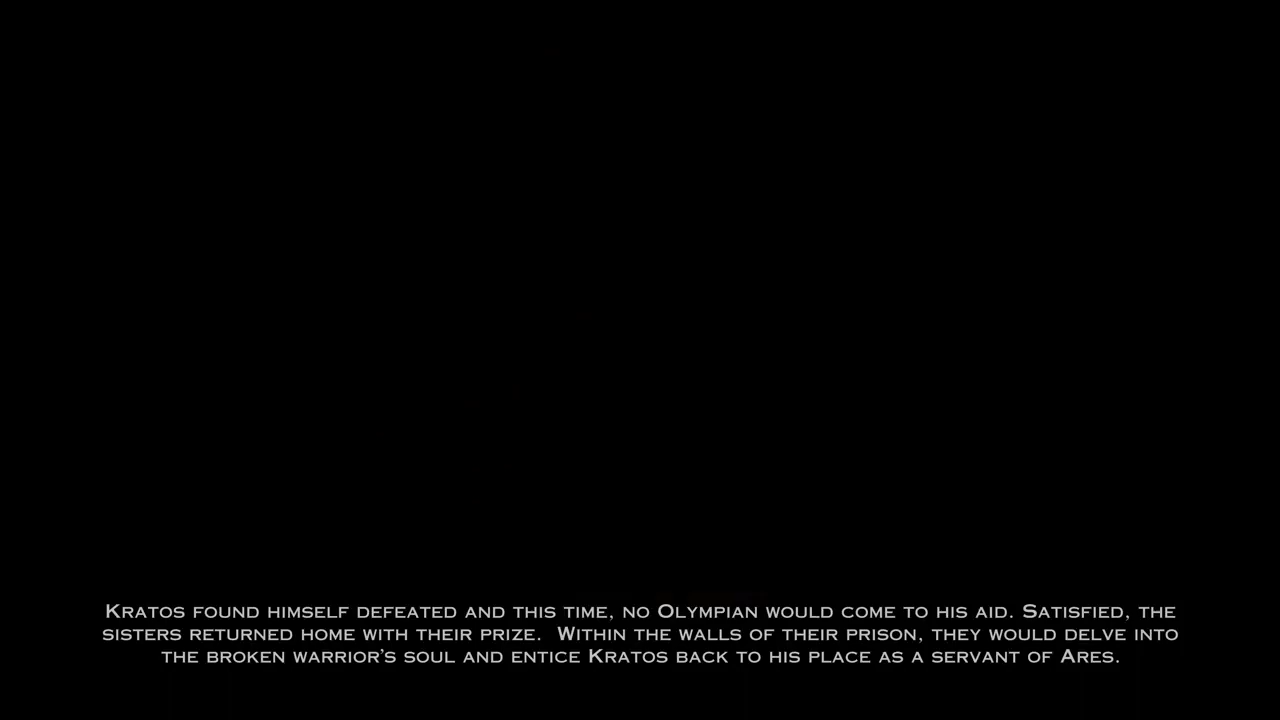 Kratos found himself defeated and this time, no Olympian would come to his aid. Satisfied, the
sisters returned home with their prize.  Within the walls of their prison, they would delve into
the broken warrior's soul and entice Kratos back to his place as a servant of Ares.